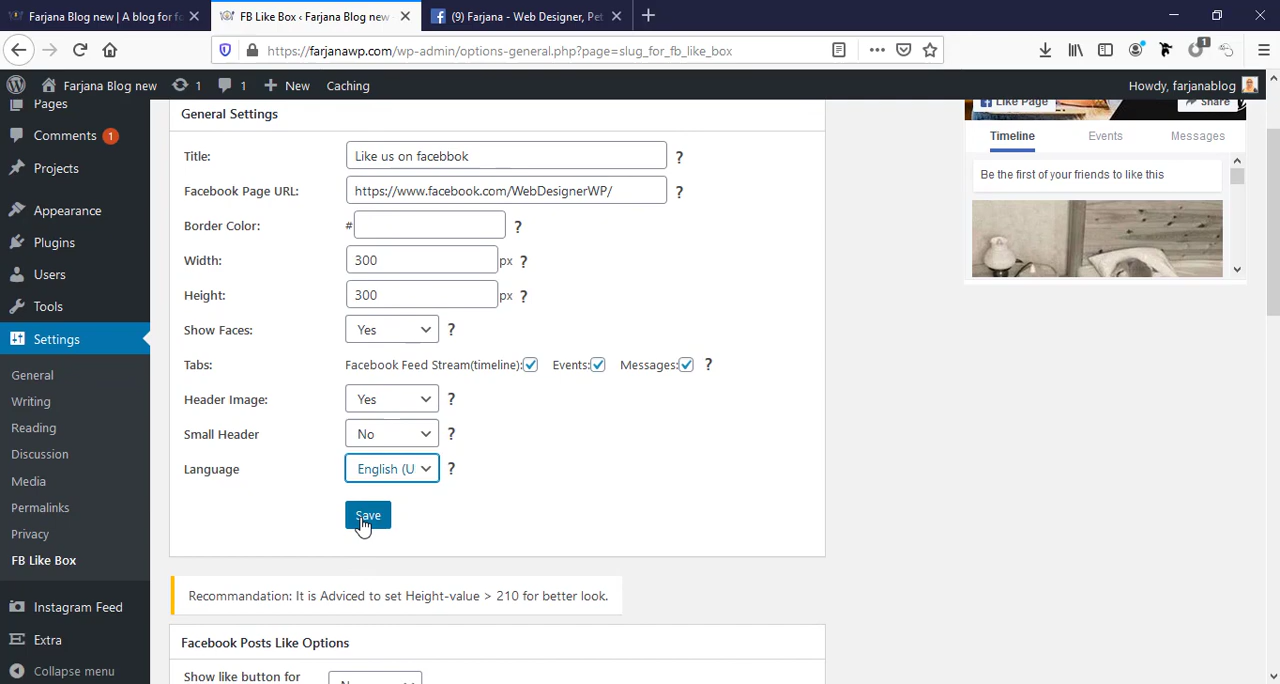 Farjana Blog new | A blog for fo
FB Like Box ‹ Farjana Blog new
(9) Farjana - Web Designer, Pet
https://farjanawp.com/wp-admin/options-general.php?page=slug_for_fb_like_box
1
Farjana Blog new
1
1
New
Caching
Howdy, farjanablog
Pages
Comments 1
Projects
Appearance
Plugins
Users
Tools
Settings
General
Writing
Reading
Discussion
Media
Permalinks
Privacy
FB Like Box
Instagram Feed
Extra
Collapse menu
General Settings
Title: Like us on facebbok ?
Facebook Page URL: https://www.facebook.com/WebDesignerWP/ ?
Border Color: # ?
Width: 300 px ?
Height: 300 px ?
Show Faces: Yes ?
Tabs: Facebook Feed Stream(timeline): Events: Messages: ?
Header Image: Yes ?
Small Header No ?
Language English (U ?
Save
Recommandation: It is Adviced to set Height-value > 210 for better look.
Facebook Posts Like Options
Show like button for
Like Page Share
Timeline Events Messages
Be the first of your friends to like this